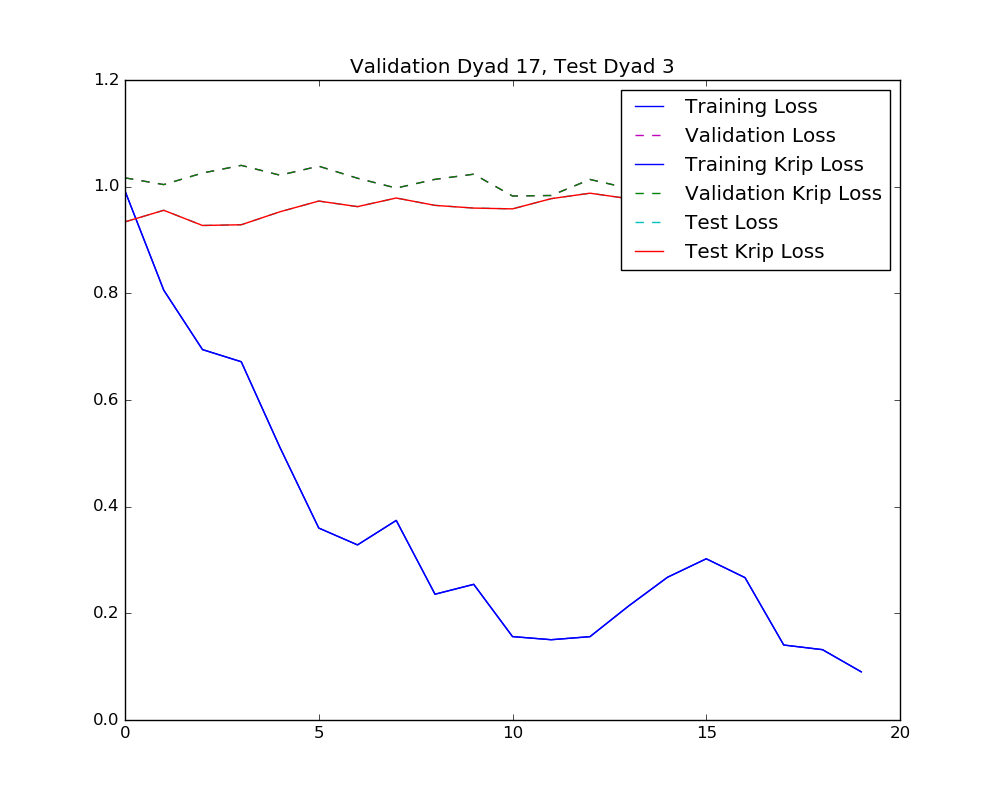 Validation Dyad 17, Test Dyad 3
1.2
1.0
0.8
0.6
0.4
0.2
0.0
Training Loss
Validation Loss
Training Krip Loss
Validation Krip Loss
Test Loss
Test Krip Loss
0 5 10 15 20